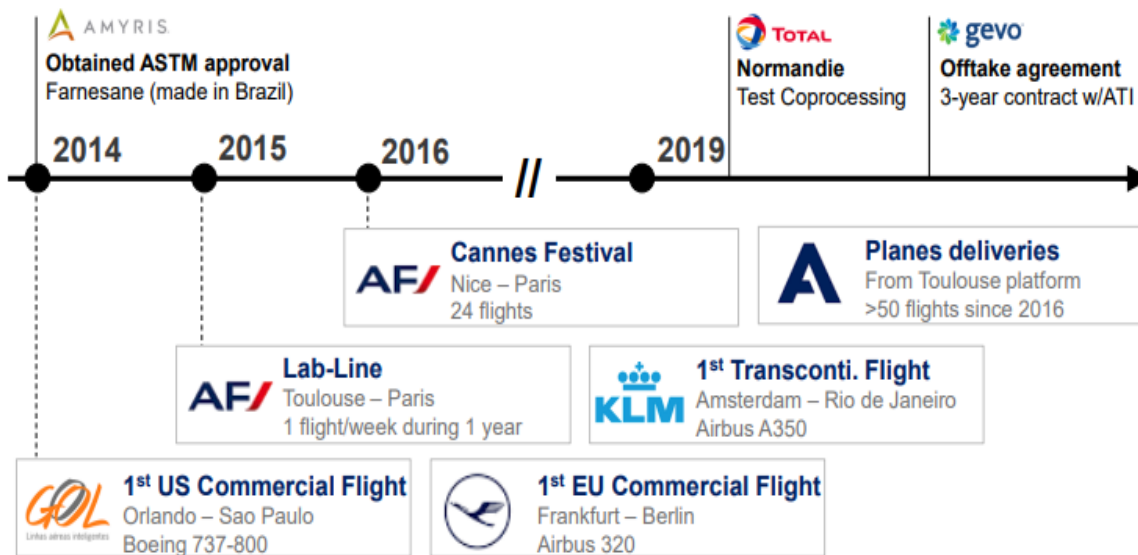 AMYRIS
Obtained ASTM approval
Farnesane (made in Brazil)
TOTAL
Normandie
Test Coprocessing
gevo
Offtake agreement
3-year contract w/ATI
2014
2015
2016
//
2019
AF
Cannes Festival
Nice – Paris
24 flights
A
Planes deliveries
From Toulouse platform
>50 flights since 2016
AF
Lab-Line
Toulouse – Paris
1 flight/week during 1 year
KLM
1st Transconti. Flight
Amsterdam – Rio de Janeiro
Airbus A350
GOL
Linhas aéreas inteligentes
1st US Commercial Flight
Orlando – Sao Paulo
Boeing 737-800
1st EU Commercial Flight
Frankfurt – Berlin
Airbus 320